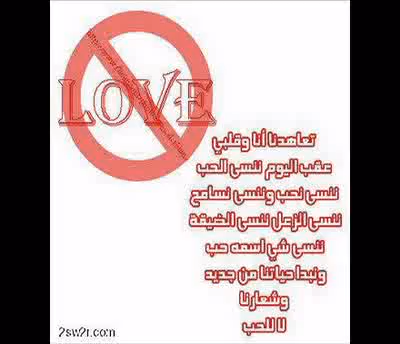 LOVE
تعاهدنا أنا وقلبي
عقب اليوم ننسى الحب
ننسى نحب وننسى نسامح
ننسى الزعل ننسى الضيقة
ننسى شي أسمه حب
ونبدا حياتنا من جديد
وشعارنا
لا للحب
2sw2r.com